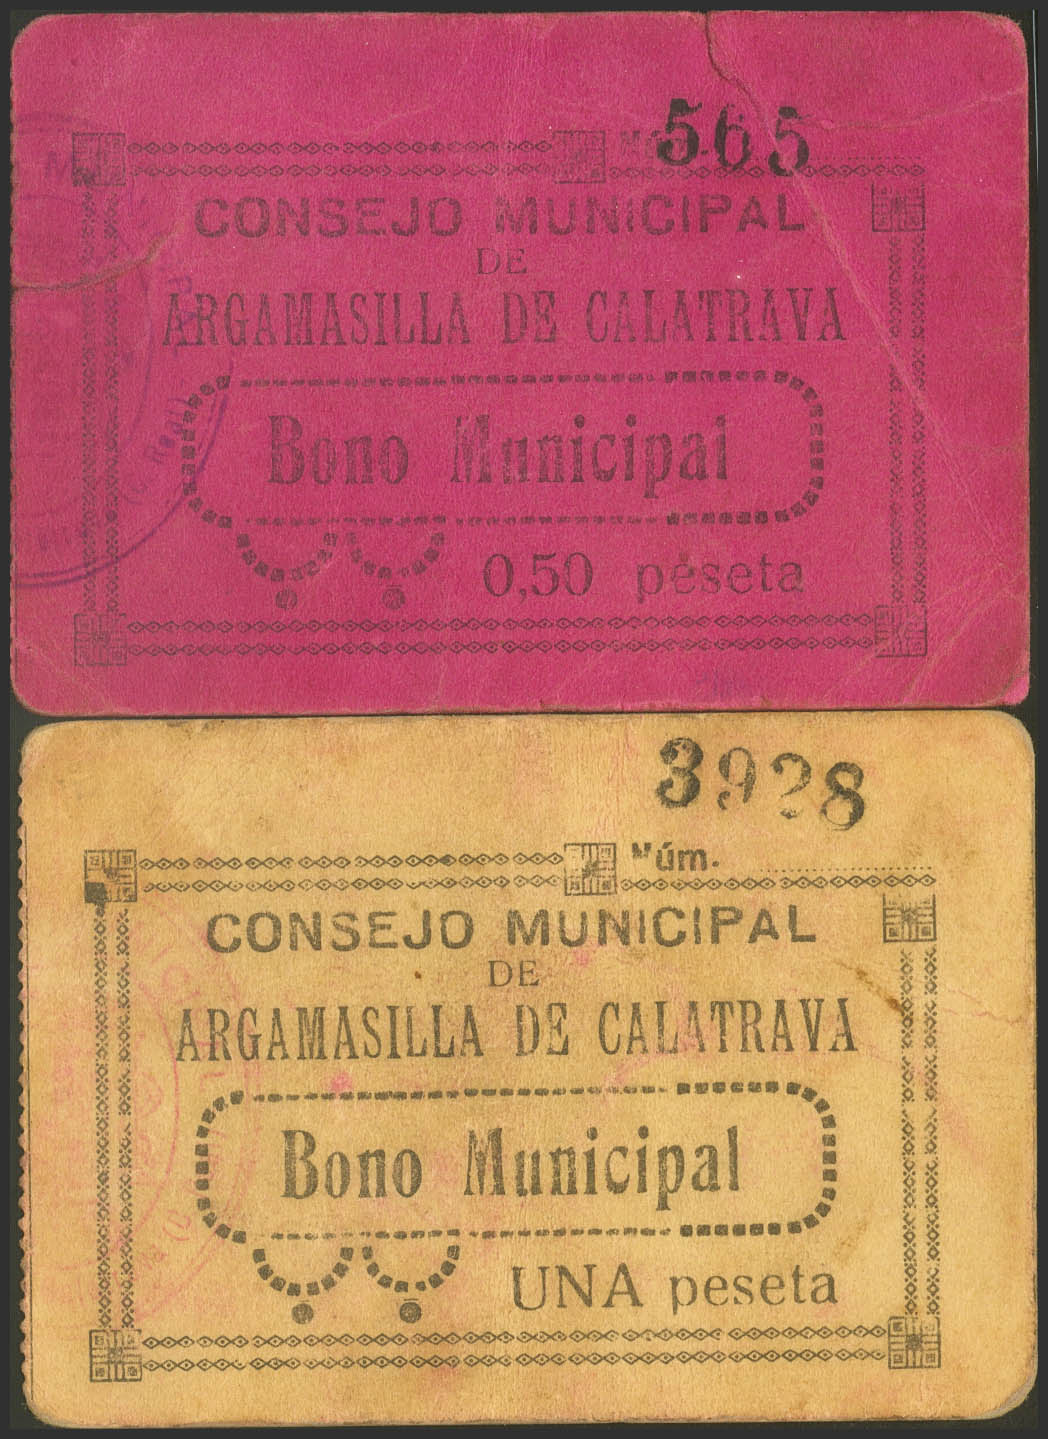 565
CONSEJO MUNICIPAL
DE
ARGAMASILLA DE CALATRAVA
Bono Municipal
0,50 peseta
3928
Núm.
CONSEJO MUNICIPAL
DE
ARGAMASILLA DE CALATRAVA
Bono Municipal
UNA peseta